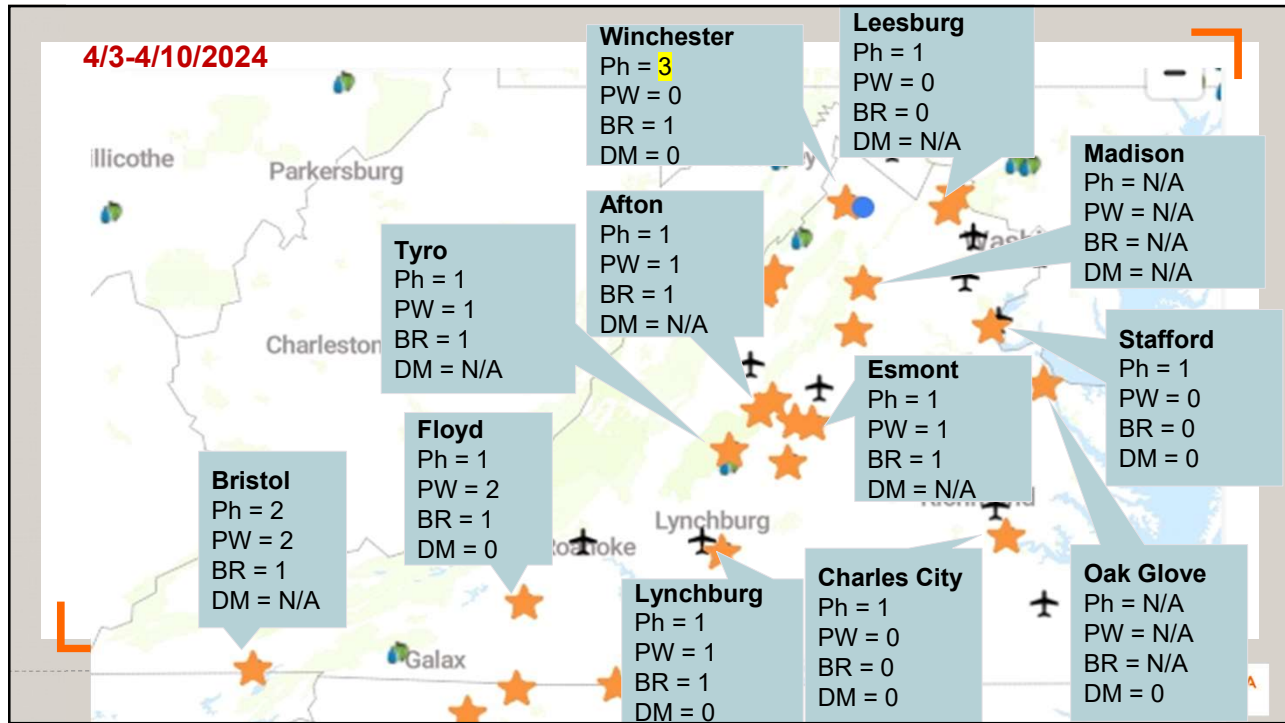 4/3-4/10/2024
Winchester
Ph = 3
PW = 0
BR = 1
DM = 0
Leesburg
Ph = 1
PW = 0
BR = 0
DM = N/A
Madison
Ph = N/A
PW = N/A
BR = N/A
DM = N/A
Afton
Ph = 1
PW = 1
BR = 1
DM = N/A
Tyro
Ph = 1
PW = 1
BR = 1
DM = N/A
Stafford
Ph = 1
PW = 0
BR = 0
DM = 0
Esmont
Ph = 1
PW = 1
BR = 1
DM = N/A
Floyd
Ph = 1
PW = 2
BR = 1
DM = 0
Bristol
Ph = 2
PW = 2
BR = 1
DM = N/A
Lynchburg
Ph = 1
PW = 1
BR = 1
DM = 0
Charles City
Ph = 1
PW = 0
BR = 0
DM = 0
Oak Glove
Ph = N/A
PW = N/A
BR = N/A
DM = 0
illicothe
Parkersburg
Charleston
Lynchburg
Roanoke
Galax
A